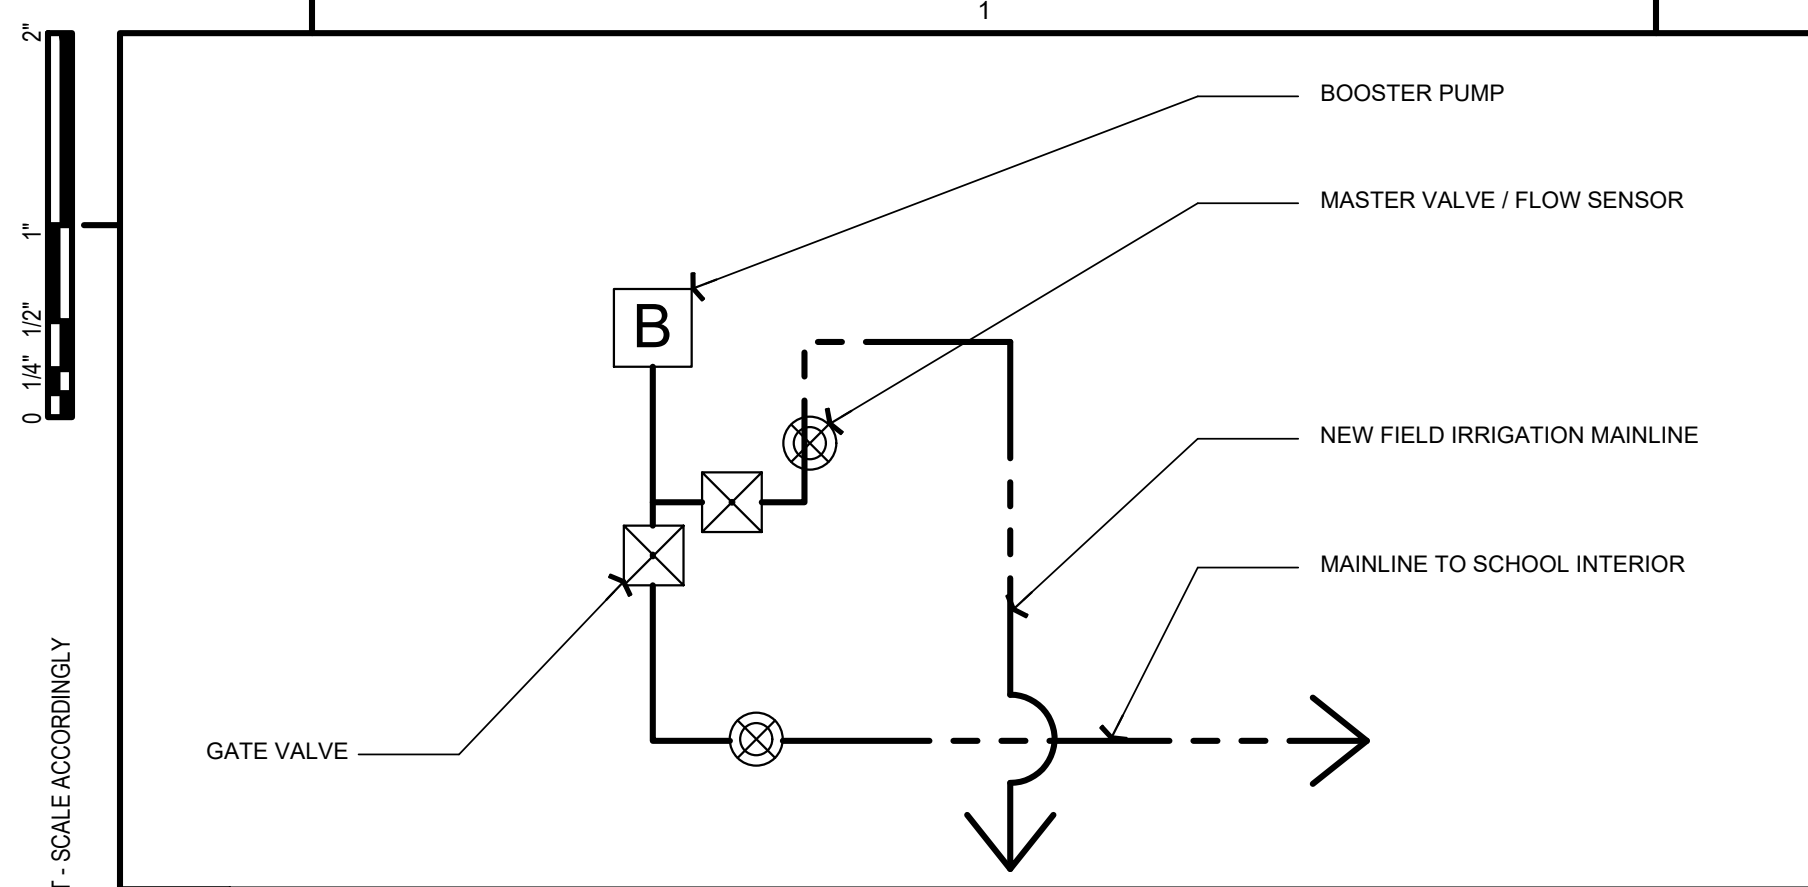 1
2"
1"
1/2"
1/4"
0
BOOSTER PUMP
MASTER VALVE / FLOW SENSOR
B
NEW FIELD IRRIGATION MAINLINE
MAINLINE TO SCHOOL INTERIOR
GATE VALVE
T - SCALE ACCORDINGLY